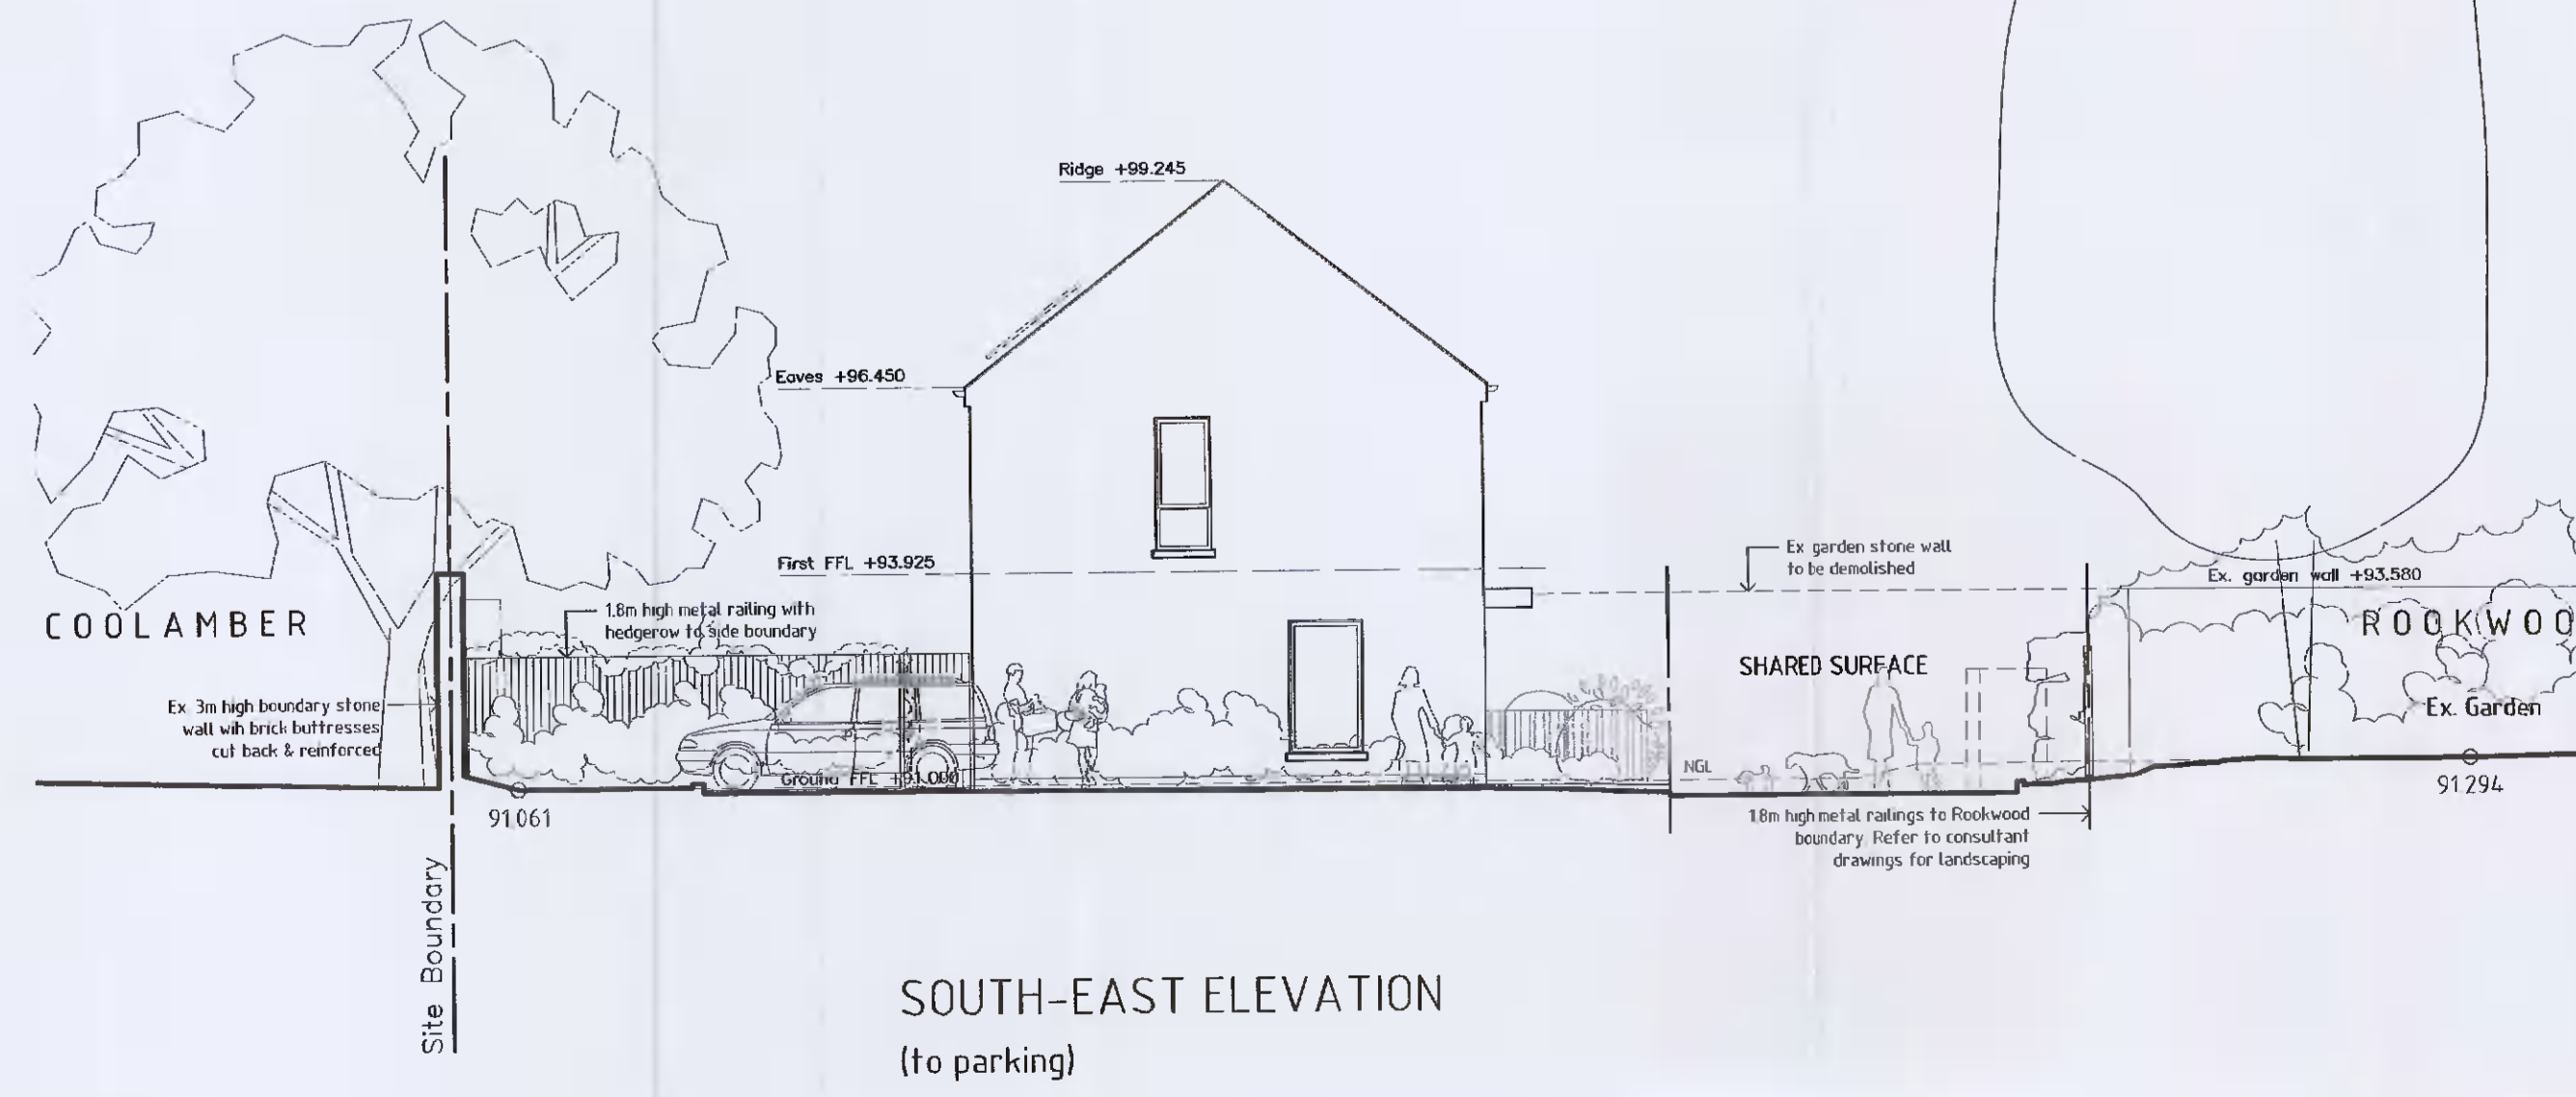 Ridge +99.245
Eaves +96.450
First FFL +93.925
Ex garden stone wall
to be demolished
Ex. garden wall +93.580
COOLAMBER
1.8m high metal railing with
hedgerow to side boundary
ROOKWOO
SHARED SURFACE
Ex 3m high boundary stone
wall wih brick buttresses
cut back & reinforced
Ex. Garden
NGL
Ground FFL +91.000
91.061
91.294
1.8m high metal railings to Rookwood
boundary. Refer to consultant
drawings for landscaping
Site Boundary
SOUTH-EAST ELEVATION
(to parking)